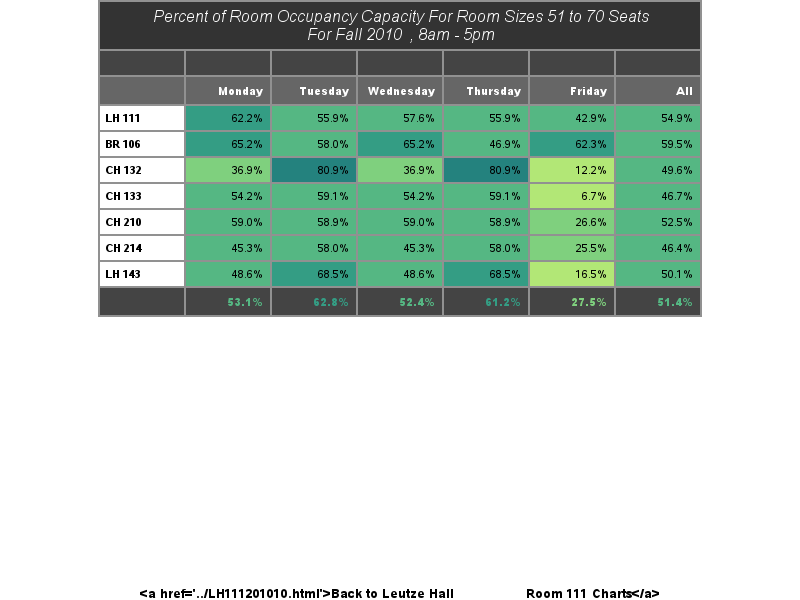 Percent of Room Occupancy Capacity For Room Sizes 51 to 70 Seats
For Fall 2010 , 8am - 5pm
Monday Tuesday Wednesday Thursday Friday All
LH 111 62.2% 55.9% 57.6% 55.9% 42.9% 54.9%
BR 106 65.2% 58.0% 65.2% 46.9% 62.3% 59.5%
CH 132 36.9% 80.9% 36.9% 80.9% 12.2% 49.6%
CH 133 54.2% 59.1% 54.2% 59.1% 6.7% 46.7%
CH 210 59.0% 58.9% 59.0% 58.9% 26.6% 52.5%
CH 214 45.3% 58.0% 45.3% 58.0% 25.5% 46.4%
LH 143 48.6% 68.5% 48.6% 68.5% 16.5% 50.1%
53.1% 62.8% 52.4% 61.2% 27.5% 51.4%
<a href='../LH111201010.html'>Back to Leutze Hall Room 111 Charts</a>